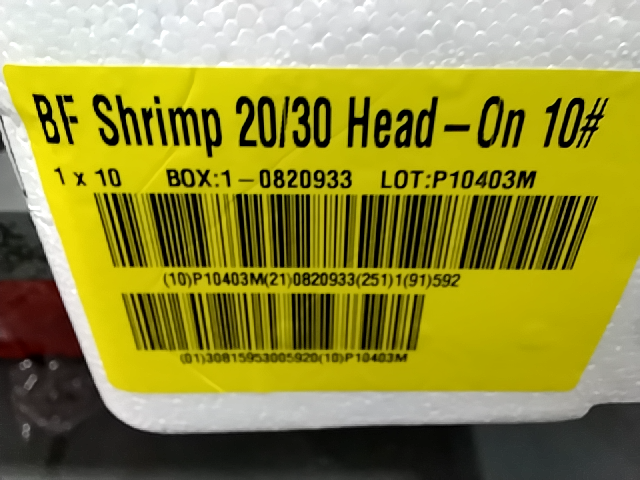 BF Shrimp 20/30 Head-On 10#
1 x 10 BOX:1-0820933 LOT:P10403M
(10)P10403M(21)0820933(251)1(91)592
(01)30815953005920(10)P10403M